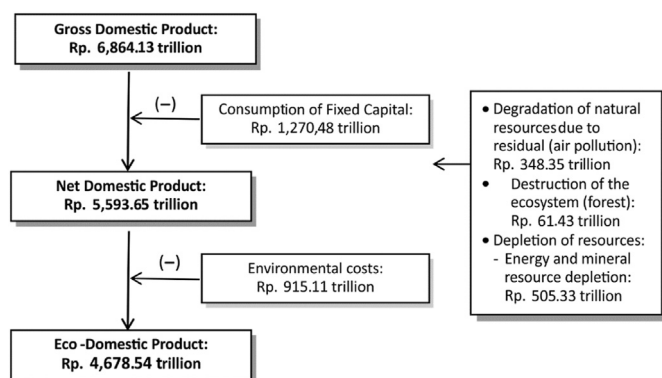 Gross Domestic Product:
Rp. 6,864.13 trillion
(−)
Consumption of Fixed Capital:
Rp. 1,270,48 trillion
Net Domestic Product:
Rp. 5,593.65 trillion
(−)
Environmental costs:
Rp. 915.11 trillion
Eco-Domestic Product:
Rp. 4,678.54 trillion
• Degradation of natural
resources due to
residual (air pollution):
Rp. 348.35 trillion
• Destruction of the
ecosystem (forest):
Rp. 61.43 trillion
• Depletion of resources:
- Energy and mineral
resource depletion:
Rp. 505.33 trillion